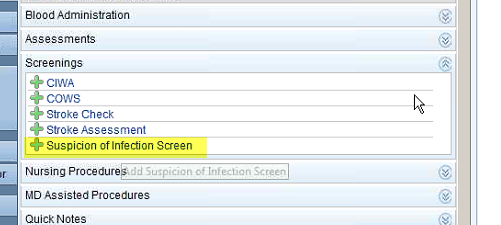 Blood Administration
Assessments
Screenings
CIWA
COWS
Stroke Check
Stroke Assessment
Suspicion of Infection Screen
Nursing Procedures Add Suspicion of Infection Screen
or MD Assisted Procedures
Quick Notes